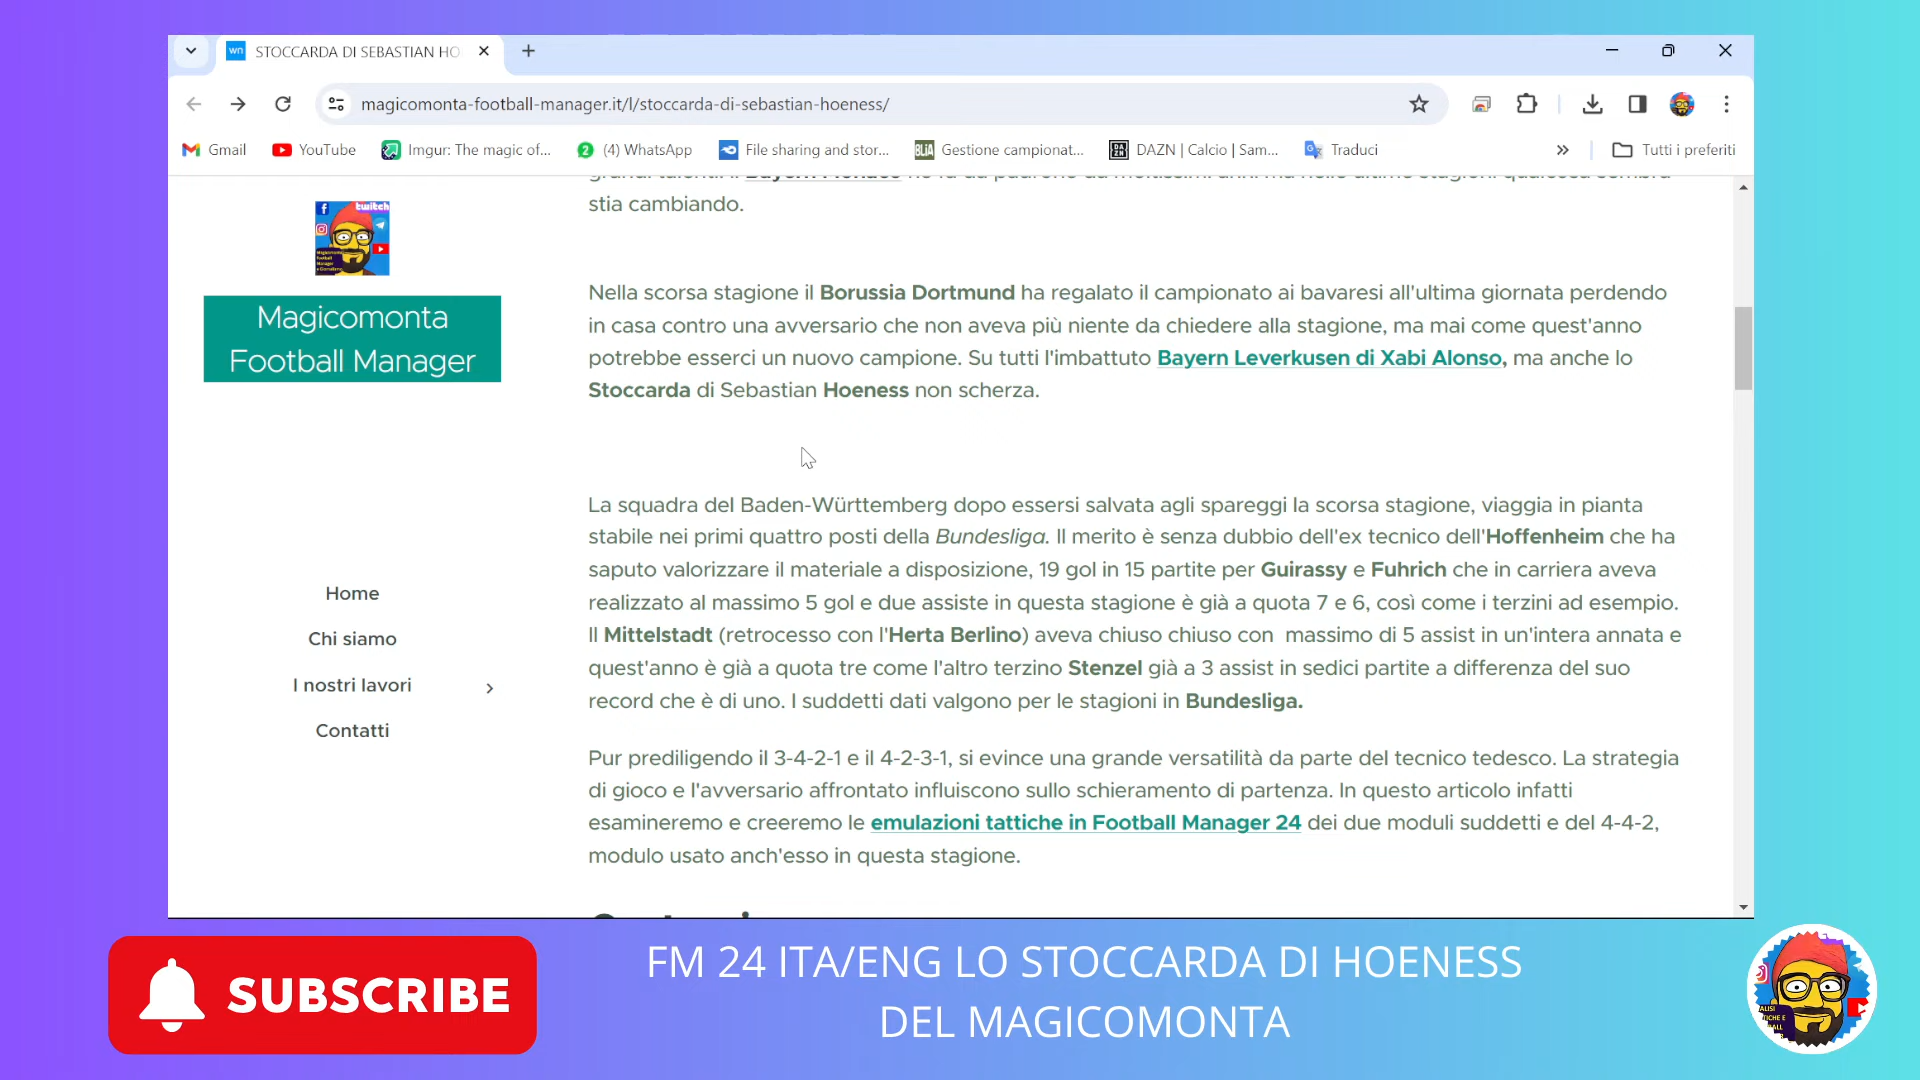 STOCCARDA DI SEBASTIAN HO
magicomonta-football-manager.it/l/stoccarda-di-sebastian-hoeness/
Gmail
YouTube
Imgur: The magic of...
(4) WhatsApp
File sharing and stor...
Gestione campionat...
DAZN | Calcio | Sam...
Traduci
Tutti i preferiti
stia cambiando.
Magicomonta
Football Manager
Home
Chi siamo
I nostri lavori
Contatti
Nella scorsa stagione il Borussia Dortmund ha regalato il campionato ai bavaresi all'ultima giornata perdendo
in casa contro una avversario che non aveva più niente da chiedere alla stagione, ma mai come quest'anno
potrebbe esserci un nuovo campione. Su tutti l'imbattuto Bayern Leverkusen di Xabi Alonso, ma anche lo
Stoccarda di Sebastian Hoeness non scherza.
La squadra del Baden-Württemberg dopo essersi salvata agli spareggi la scorsa stagione, viaggia in pianta
stabile nei primi quattro posti della Bundesliga. Il merito è senza dubbio dell'ex tecnico dell'Hoffenheim che ha
saputo valorizzare il materiale a disposizione, 19 gol in 15 partite per Guirassy e Fuhrich che in carriera aveva
realizzato al massimo 5 gol e due assiste in questa stagione è già a quota 7 e 6, così come i terzini ad esempio.
Il Mittelstadt (retrocesso con l'Herta Berlino) aveva chiuso chiuso con massimo di 5 assist in un'intera annata e
quest'anno è già a quota tre come l'altro terzino Stenzel già a 3 assist in sedici partite a differenza del suo
record che è di uno. I suddetti dati valgono per le stagioni in Bundesliga.
Pur prediligendo il 3-4-2-1 e il 4-2-3-1, si evince una grande versatilità da parte del tecnico tedesco. La strategia
di gioco e l'avversario affrontato influiscono sullo schieramento di partenza. In questo articolo infatti
esamineremo e creeremo le emulazioni tattiche in Football Manager 24 dei due moduli suddetti e del 4-4-2,
modulo usato anch'esso in questa stagione.
SUBSCRIBE
FM 24 ITA/ENG LO STOCCARDA DI HOENESS
DEL MAGICOMONTA